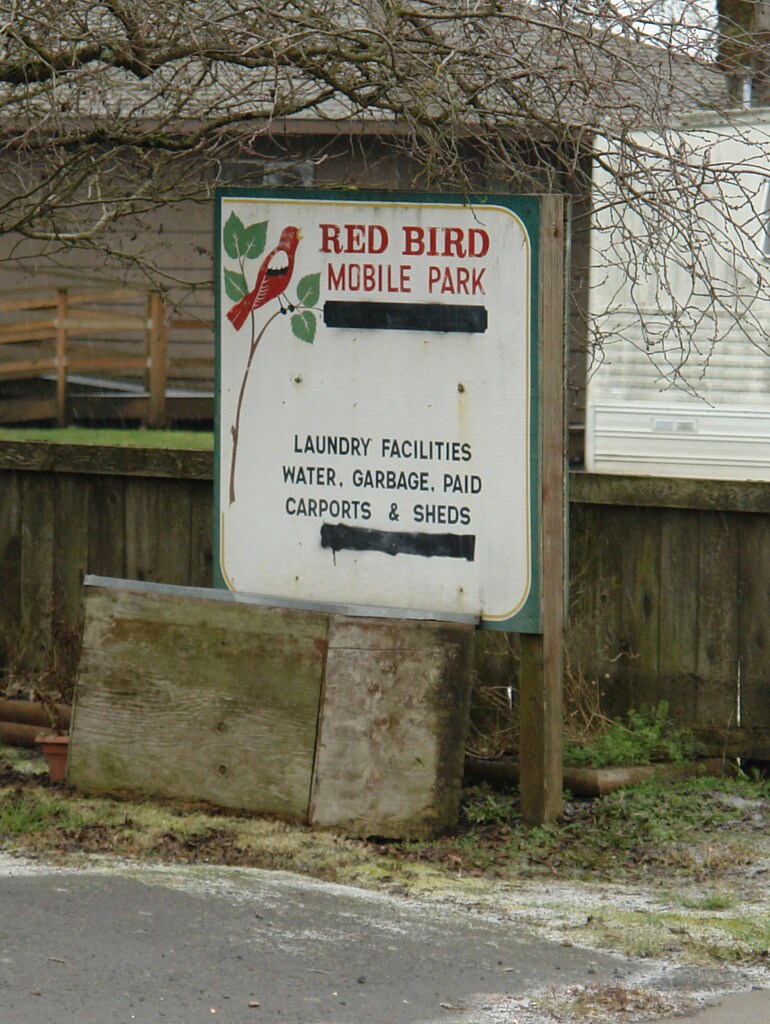 RED BIRD
MOBILE PARK
LAUNDRY FACILITIES
WATER, GARBAGE, PAID
CARPORTS & SHEDS